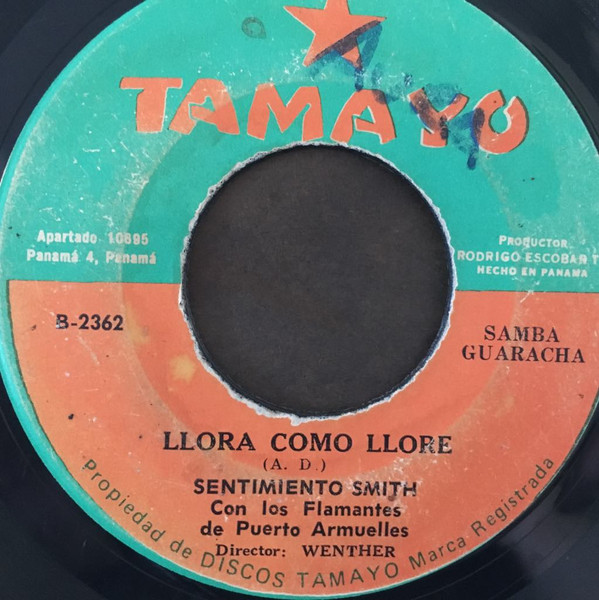 TAMAYO
Apartado 10895
Panamá 4, Panamá
PRODUCTOR
RODRIGO ESCOBAR T
HECHO EN PANAMA
B-2362
SAMBA
GUARACHA
LLORA COMO LLORE
(A. D.)
SENTIMIENTO SMITH
Con los Flamantes
de Puerto Armuelles
Director: WENTHER
Propiedad de DISCOS TAMAYO Marca Registrada